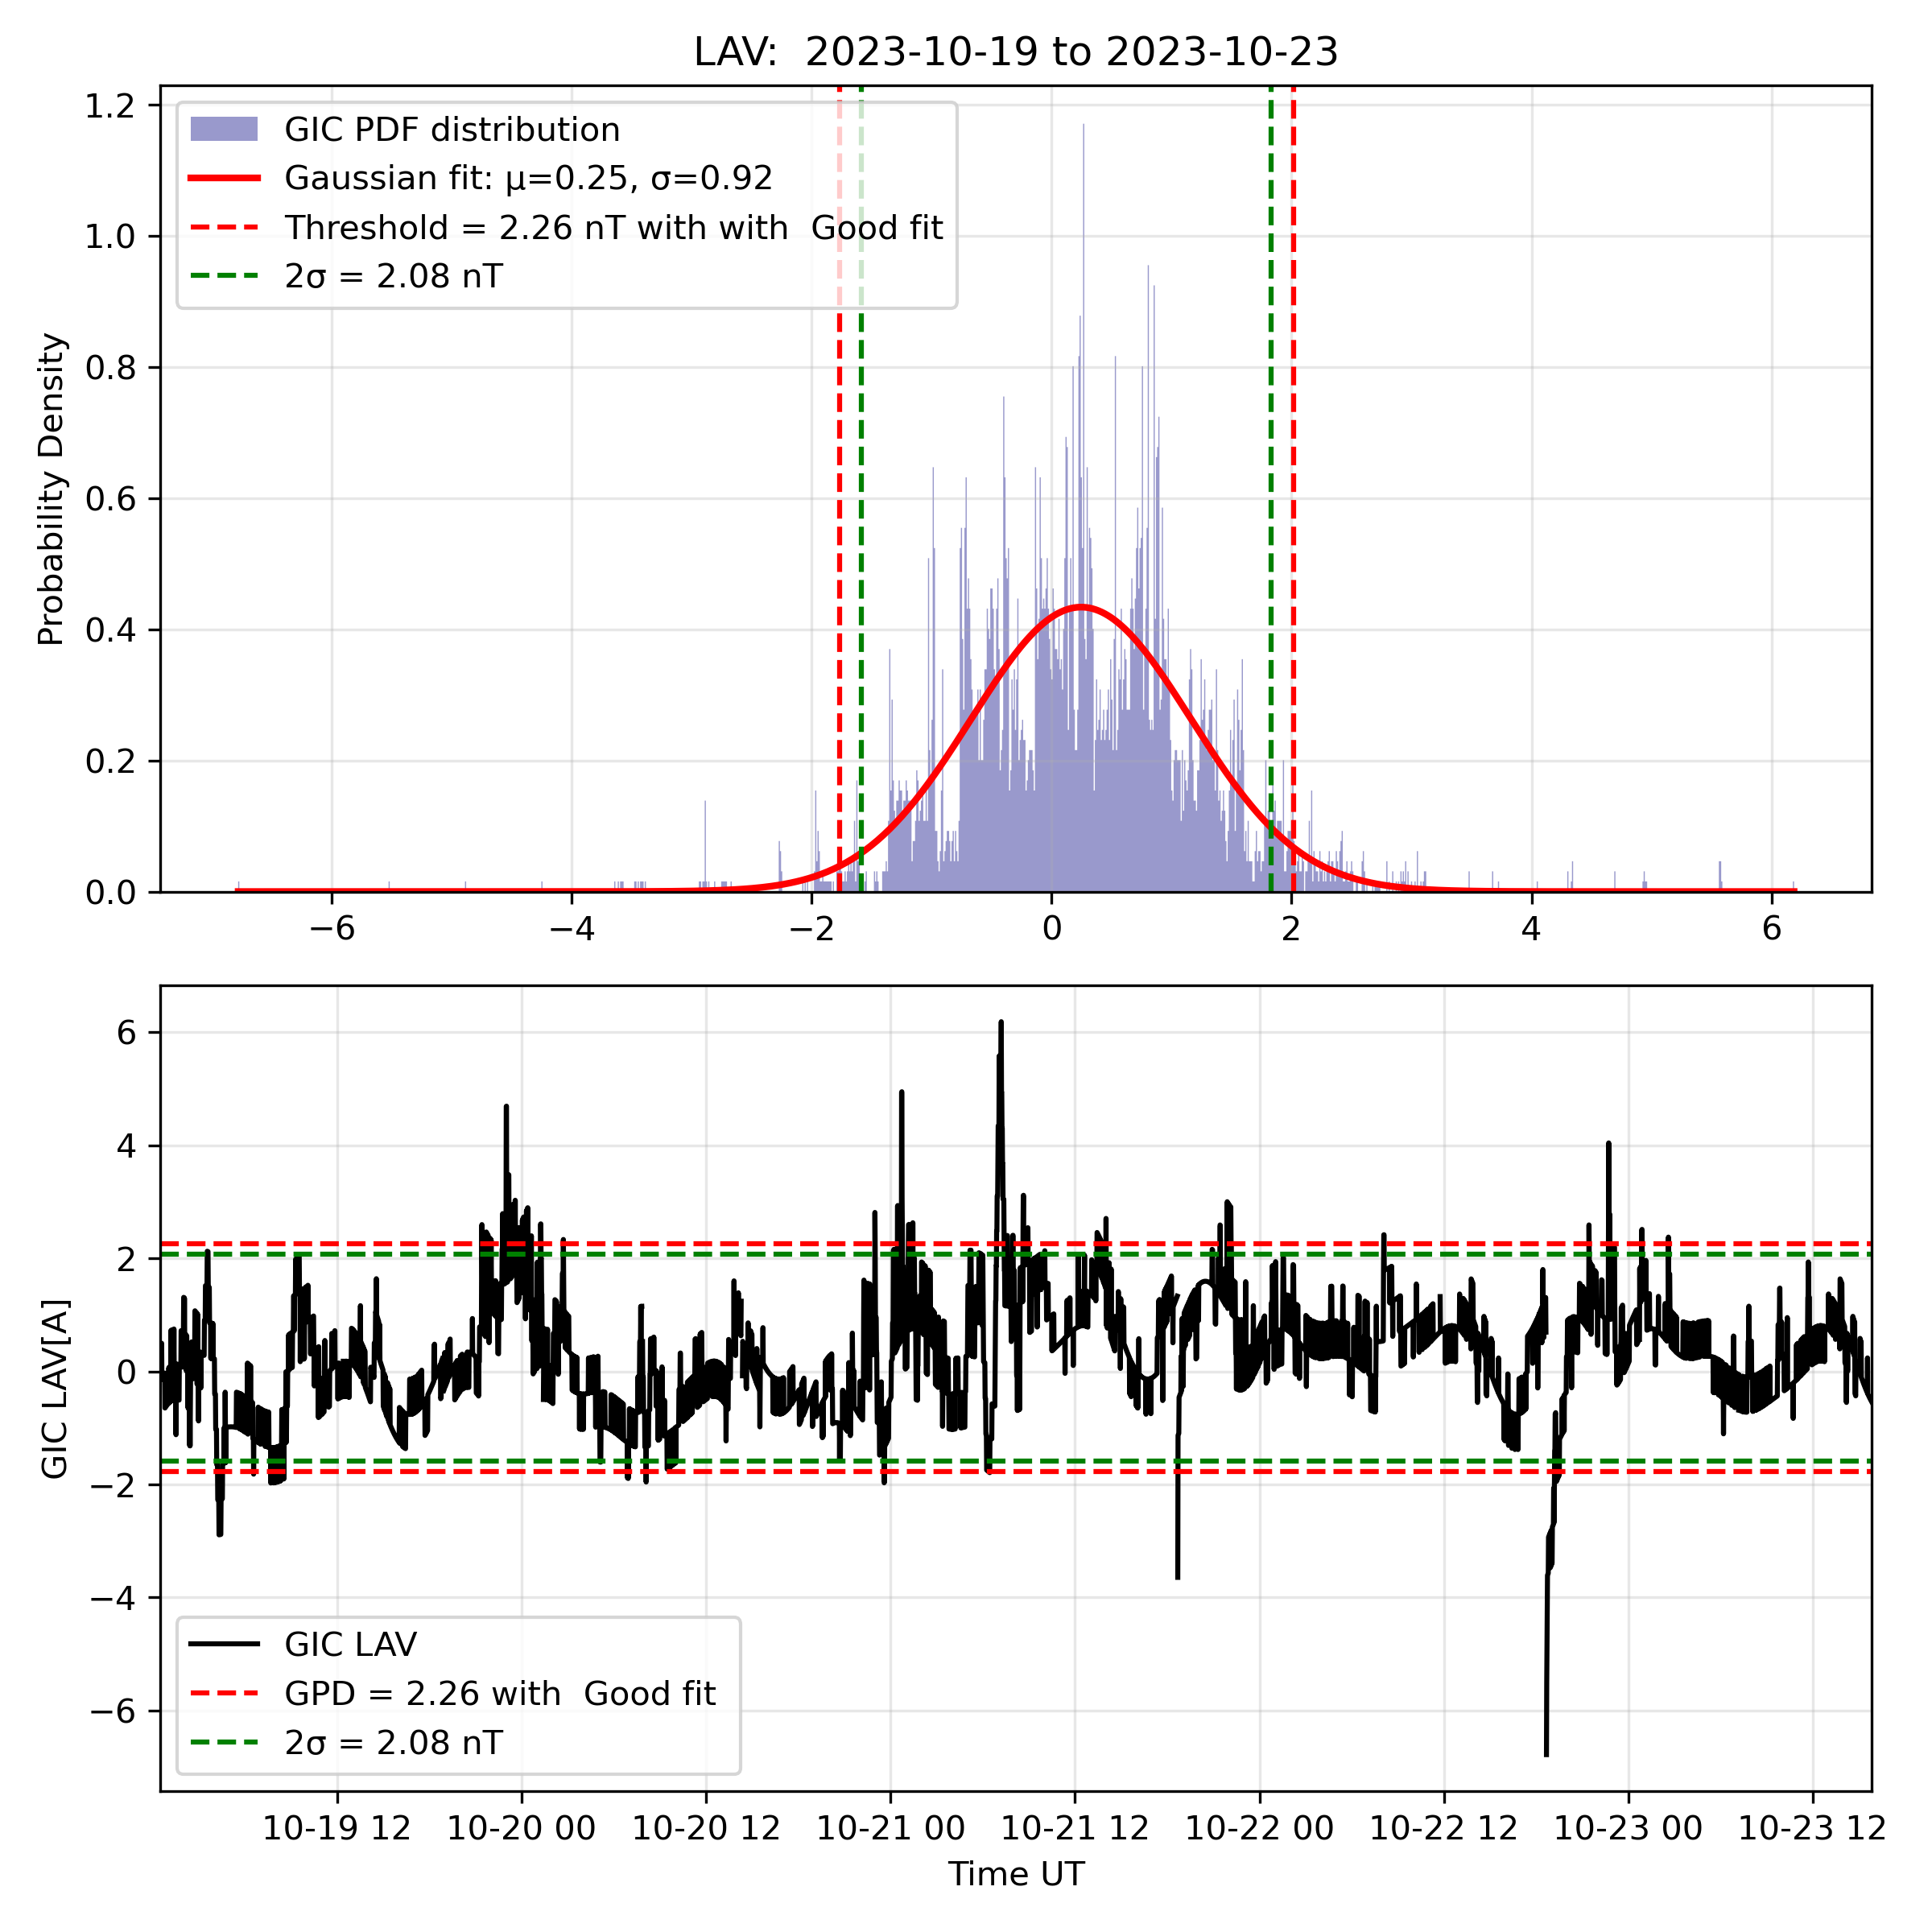 LAV:  2023-10-19 to 2023-10-23
1.2
1.0
0.8
0.6
0.4
0.2
0.0
Probability Density
GIC PDF distribution
Gaussian fit: μ=0.25, σ=0.92
Threshold = 2.26 nT with with  Good fit
2σ = 2.08 nT
−6 −4 −2 0 2 4 6
6
4
2
0
−2
−4
−6
GIC LAV[A]
GIC LAV
GPD = 2.26 with  Good fit
2σ = 2.08 nT
10-19 12 10-20 00 10-20 12 10-21 00 10-21 12 10-22 00 10-22 12 10-23 00 10-23 12
Time UT